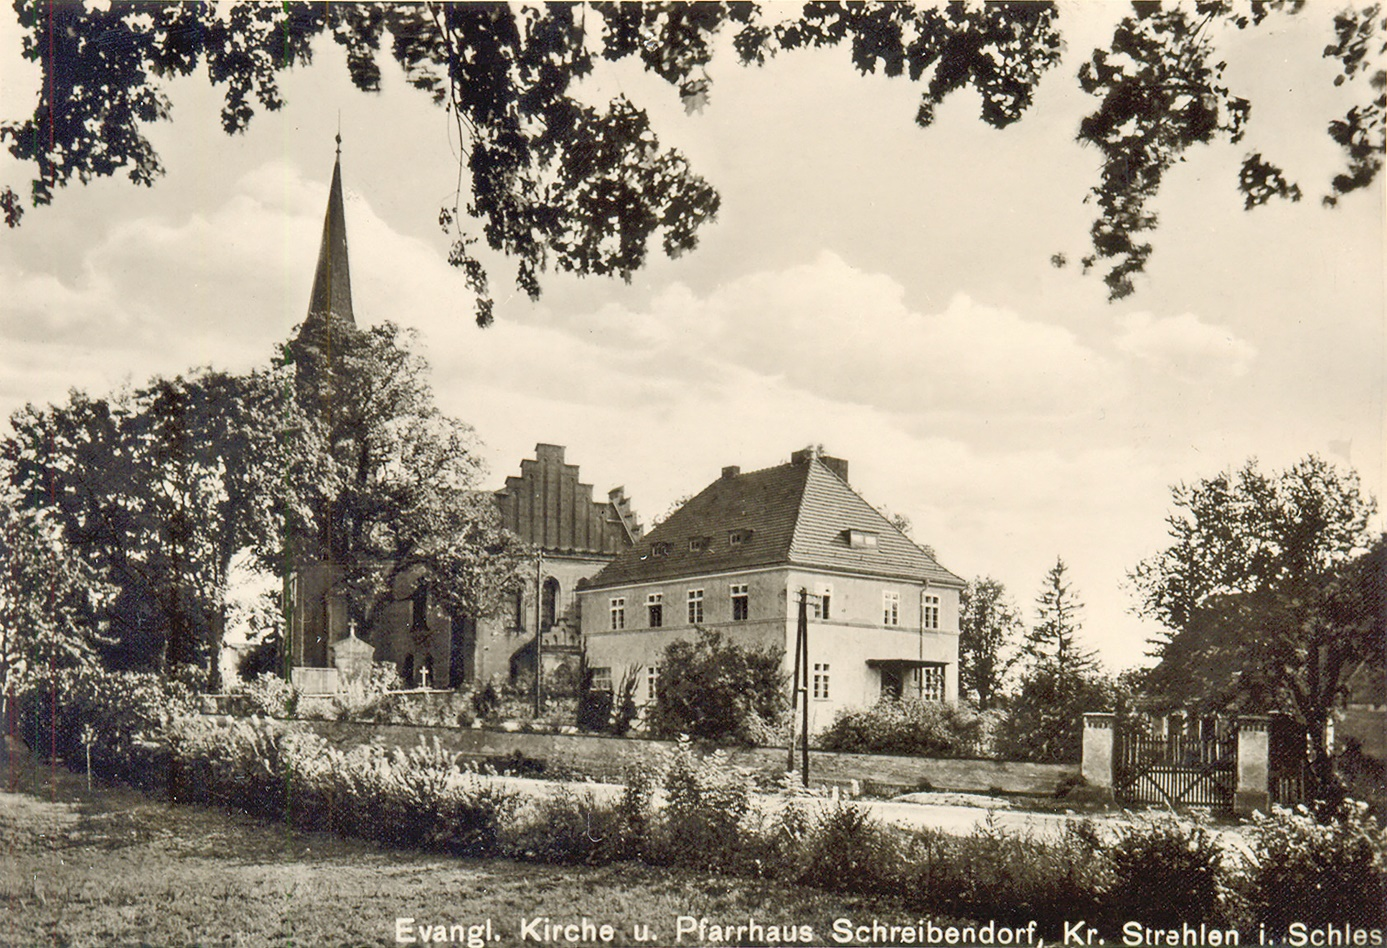 Evangl. Kirche u. Pfarrhaus Schreibendorf, Kr. Strehlen i. Schles